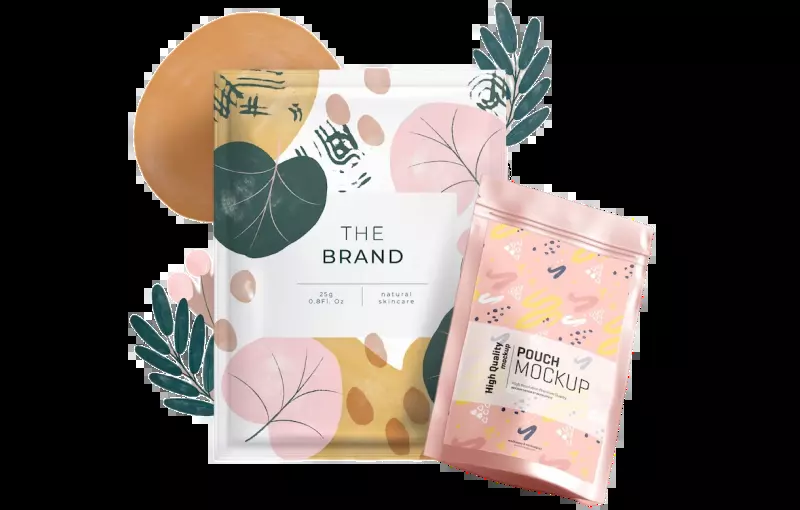 THE
BRAND
25g
0.8Fl. Oz
natural
skincare
High Quality
mockup
POUCH
MOCKUP